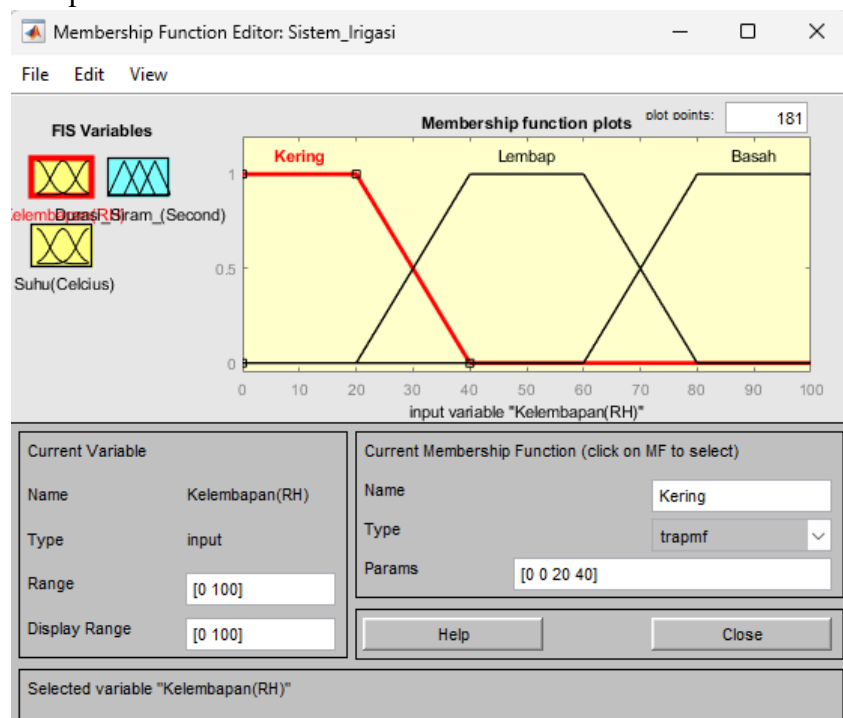 Membership Function Editor: Sistem_Irigasi
File Edit View
FIS Variables
Kelembapan(RH)
Durasi_Siram_(Second)
Suhu(Celcius)
Membership function plots
plot points: 181
Kering Lembap Basah
1
0.5
0
0 10 20 30 40 50 60 70 80 90 100
input variable "Kelembapan(RH)"
Current Variable
Name Kelembapan(RH)
Type input
Range [0 100]
Display Range [0 100]
Current Membership Function (click on MF to select)
Name Kering
Type trapmf
Params [0 0 20 40]
Help Close
Selected variable "Kelembapan(RH)"